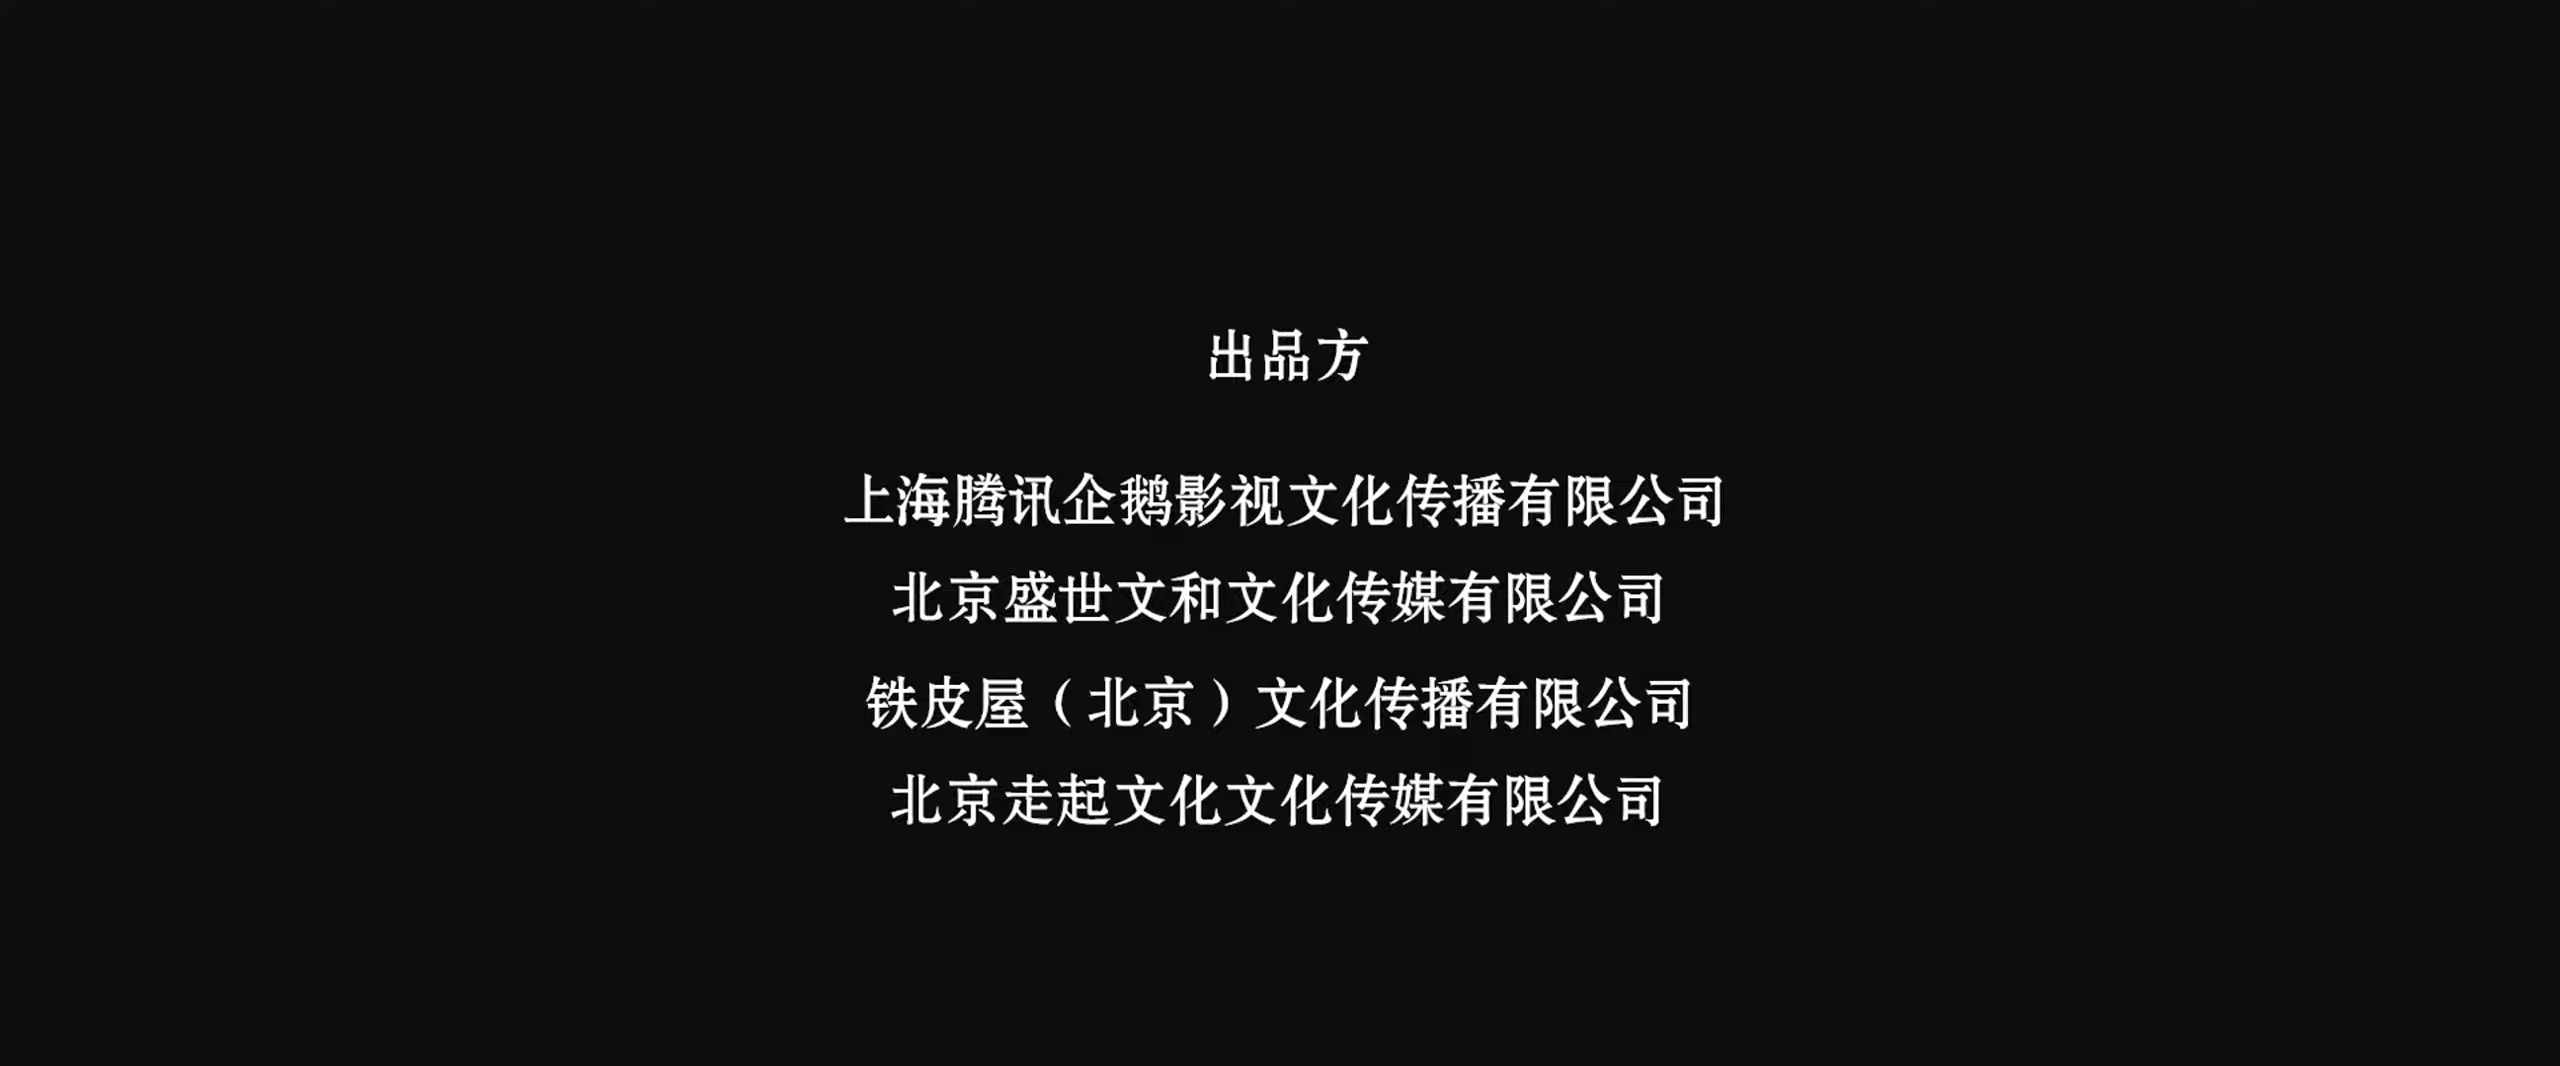 出品方
上海腾讯企鹅影视文化传播有限公司
北京盛世文和文化传媒有限公司
铁皮屋（北京）文化传播有限公司
北京走起文化文化传媒有限公司